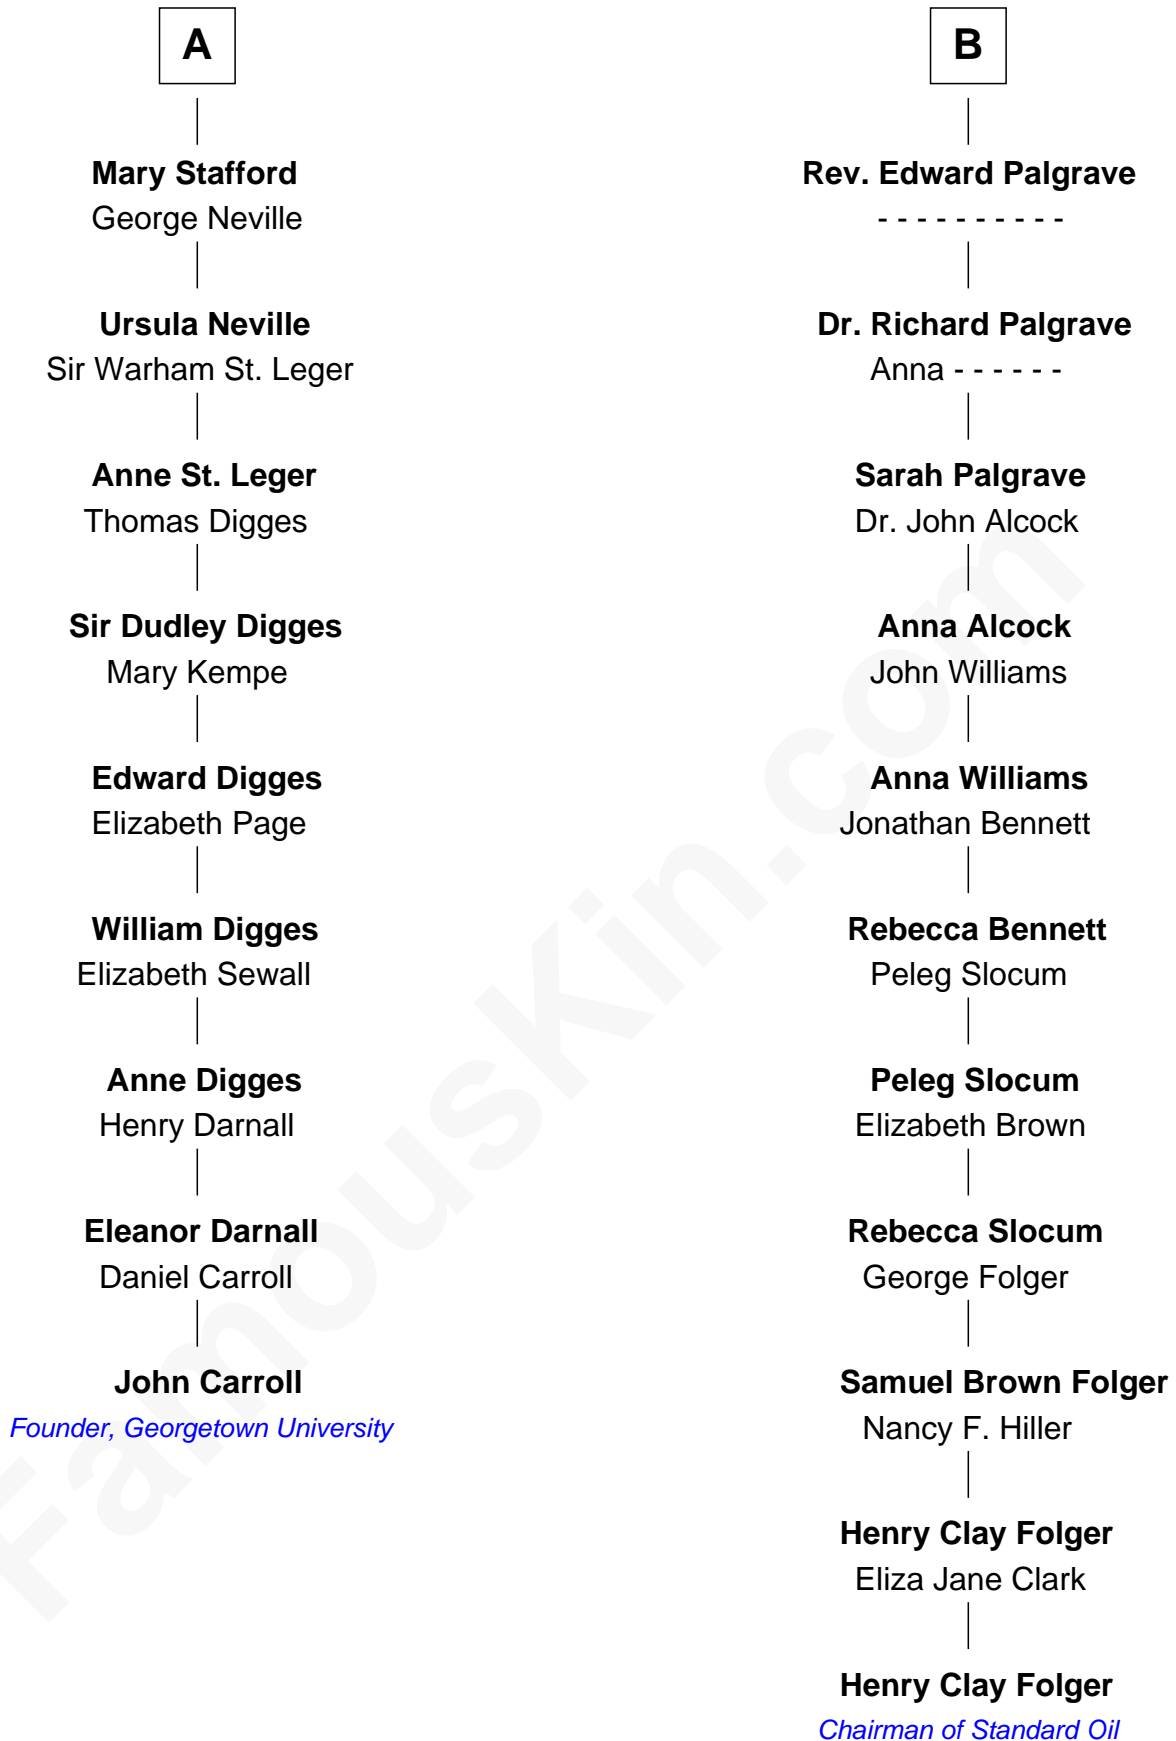 A
Mary Stafford
George Neville
Ursula Neville
Sir Warham St. Leger
Anne St. Leger
Thomas Digges
Sir Dudley Digges
Mary Kempe
Edward Digges
Elizabeth Page
William Digges
Elizabeth Sewall
Anne Digges
Henry Darnall
Eleanor Darnall
Daniel Carroll
John Carroll
Founder, Georgetown University
B
Rev. Edward Palgrave
- - - - - - - - - -
Dr. Richard Palgrave
Anna - - - - - -
Sarah Palgrave
Dr. John Alcock
Anna Alcock
John Williams
Anna Williams
Jonathan Bennett
Rebecca Bennett
Peleg Slocum
Peleg Slocum
Elizabeth Brown
Rebecca Slocum
George Folger
Samuel Brown Folger
Nancy F. Hiller
Henry Clay Folger
Eliza Jane Clark
Henry Clay Folger
Chairman of Standard Oil
FamousKin.com